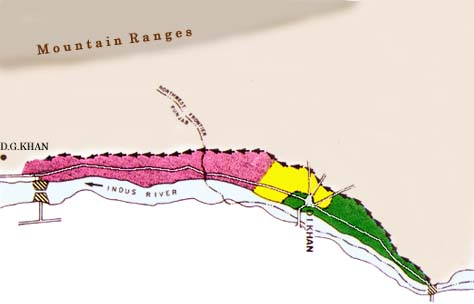 Mountain Ranges
NORTHWEST FRONTIER
PUNJAB
D.G.KHAN
INDUS RIVER
D.I.KHAN